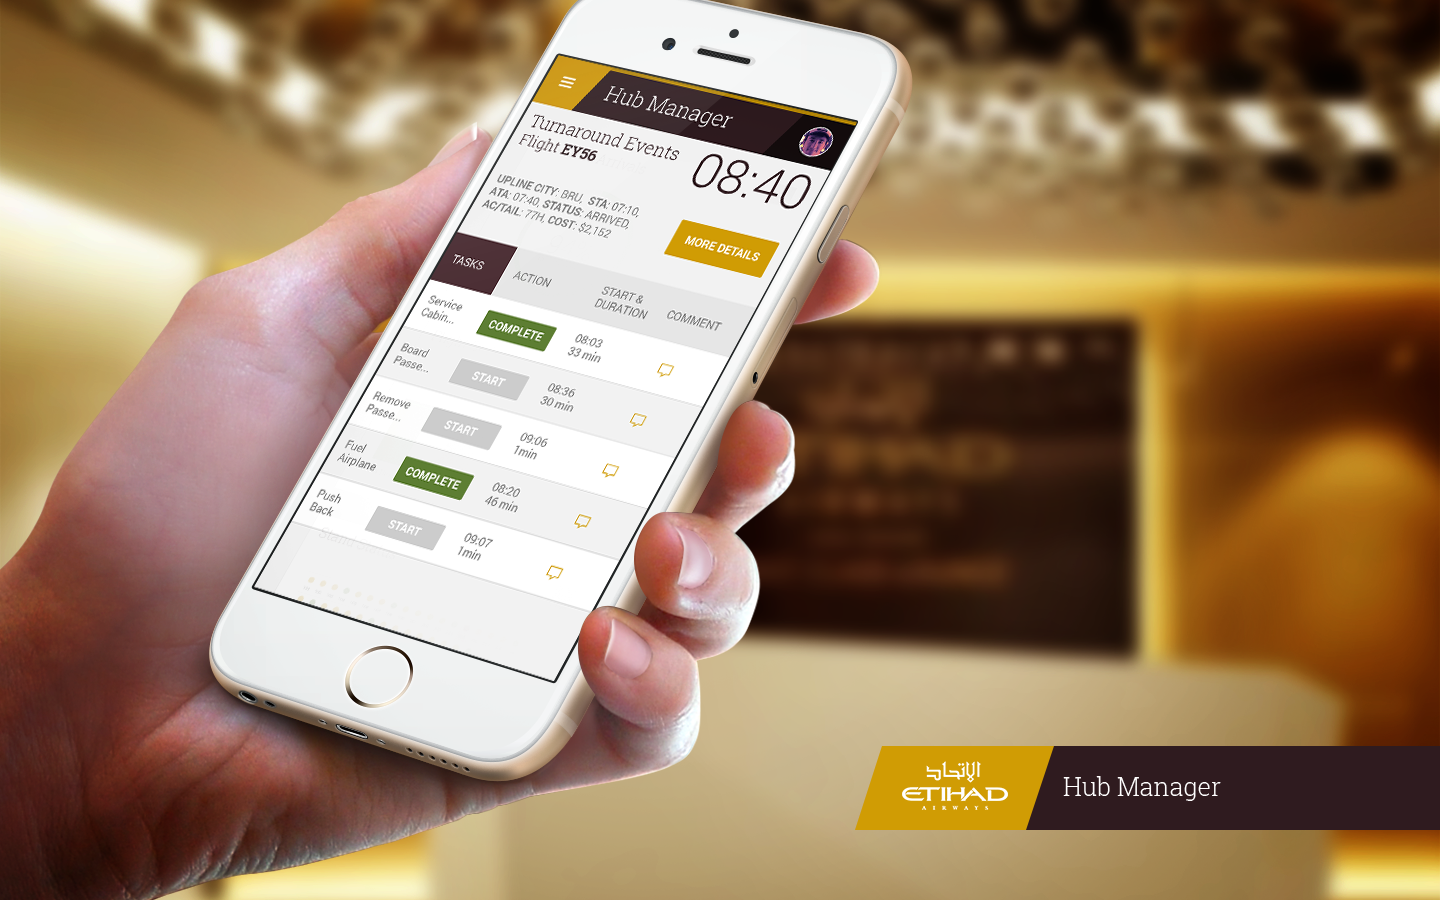 Hub Manager
Turnaround Events
Flight EY56
08:40
UPLINE CITY: BRU, STA: 07:10,
ATA: 07:40, STATUS: ARRIVED,
AC/TAIL: 77H, COST: $2,152
MORE DETAILS
TASKS
ACTION
START &
DURATION
COMMENT
Service
Cabin...
COMPLETE
08:03
33 min
Board
Passe...
START
08:36
30 min
Remove
Passe...
START
09:06
1min
Fuel
Airplane
COMPLETE
08:20
46 min
Push
Back
START
09:07
1min
ETIHAD
الإتحاد
ETIHAD
AIRWAYS
Hub Manager